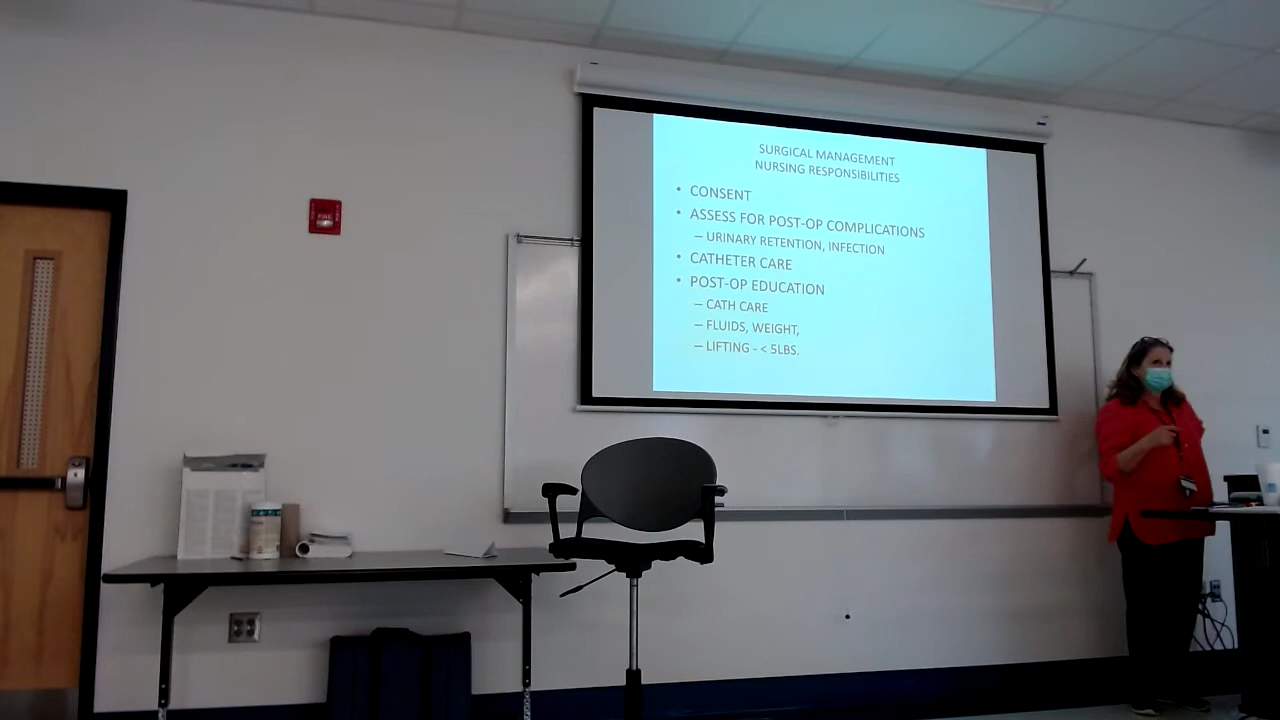 SURGICAL MANAGEMENT
NURSING RESPONSIBILITIES
• CONSENT
• ASSESS FOR POST-OP COMPLICATIONS
– URINARY RETENTION, INFECTION
• CATHETER CARE
• POST-OP EDUCATION
– CATH CARE
– FLUIDS, WEIGHT,
– LIFTING - < 5LBS.
FIRE